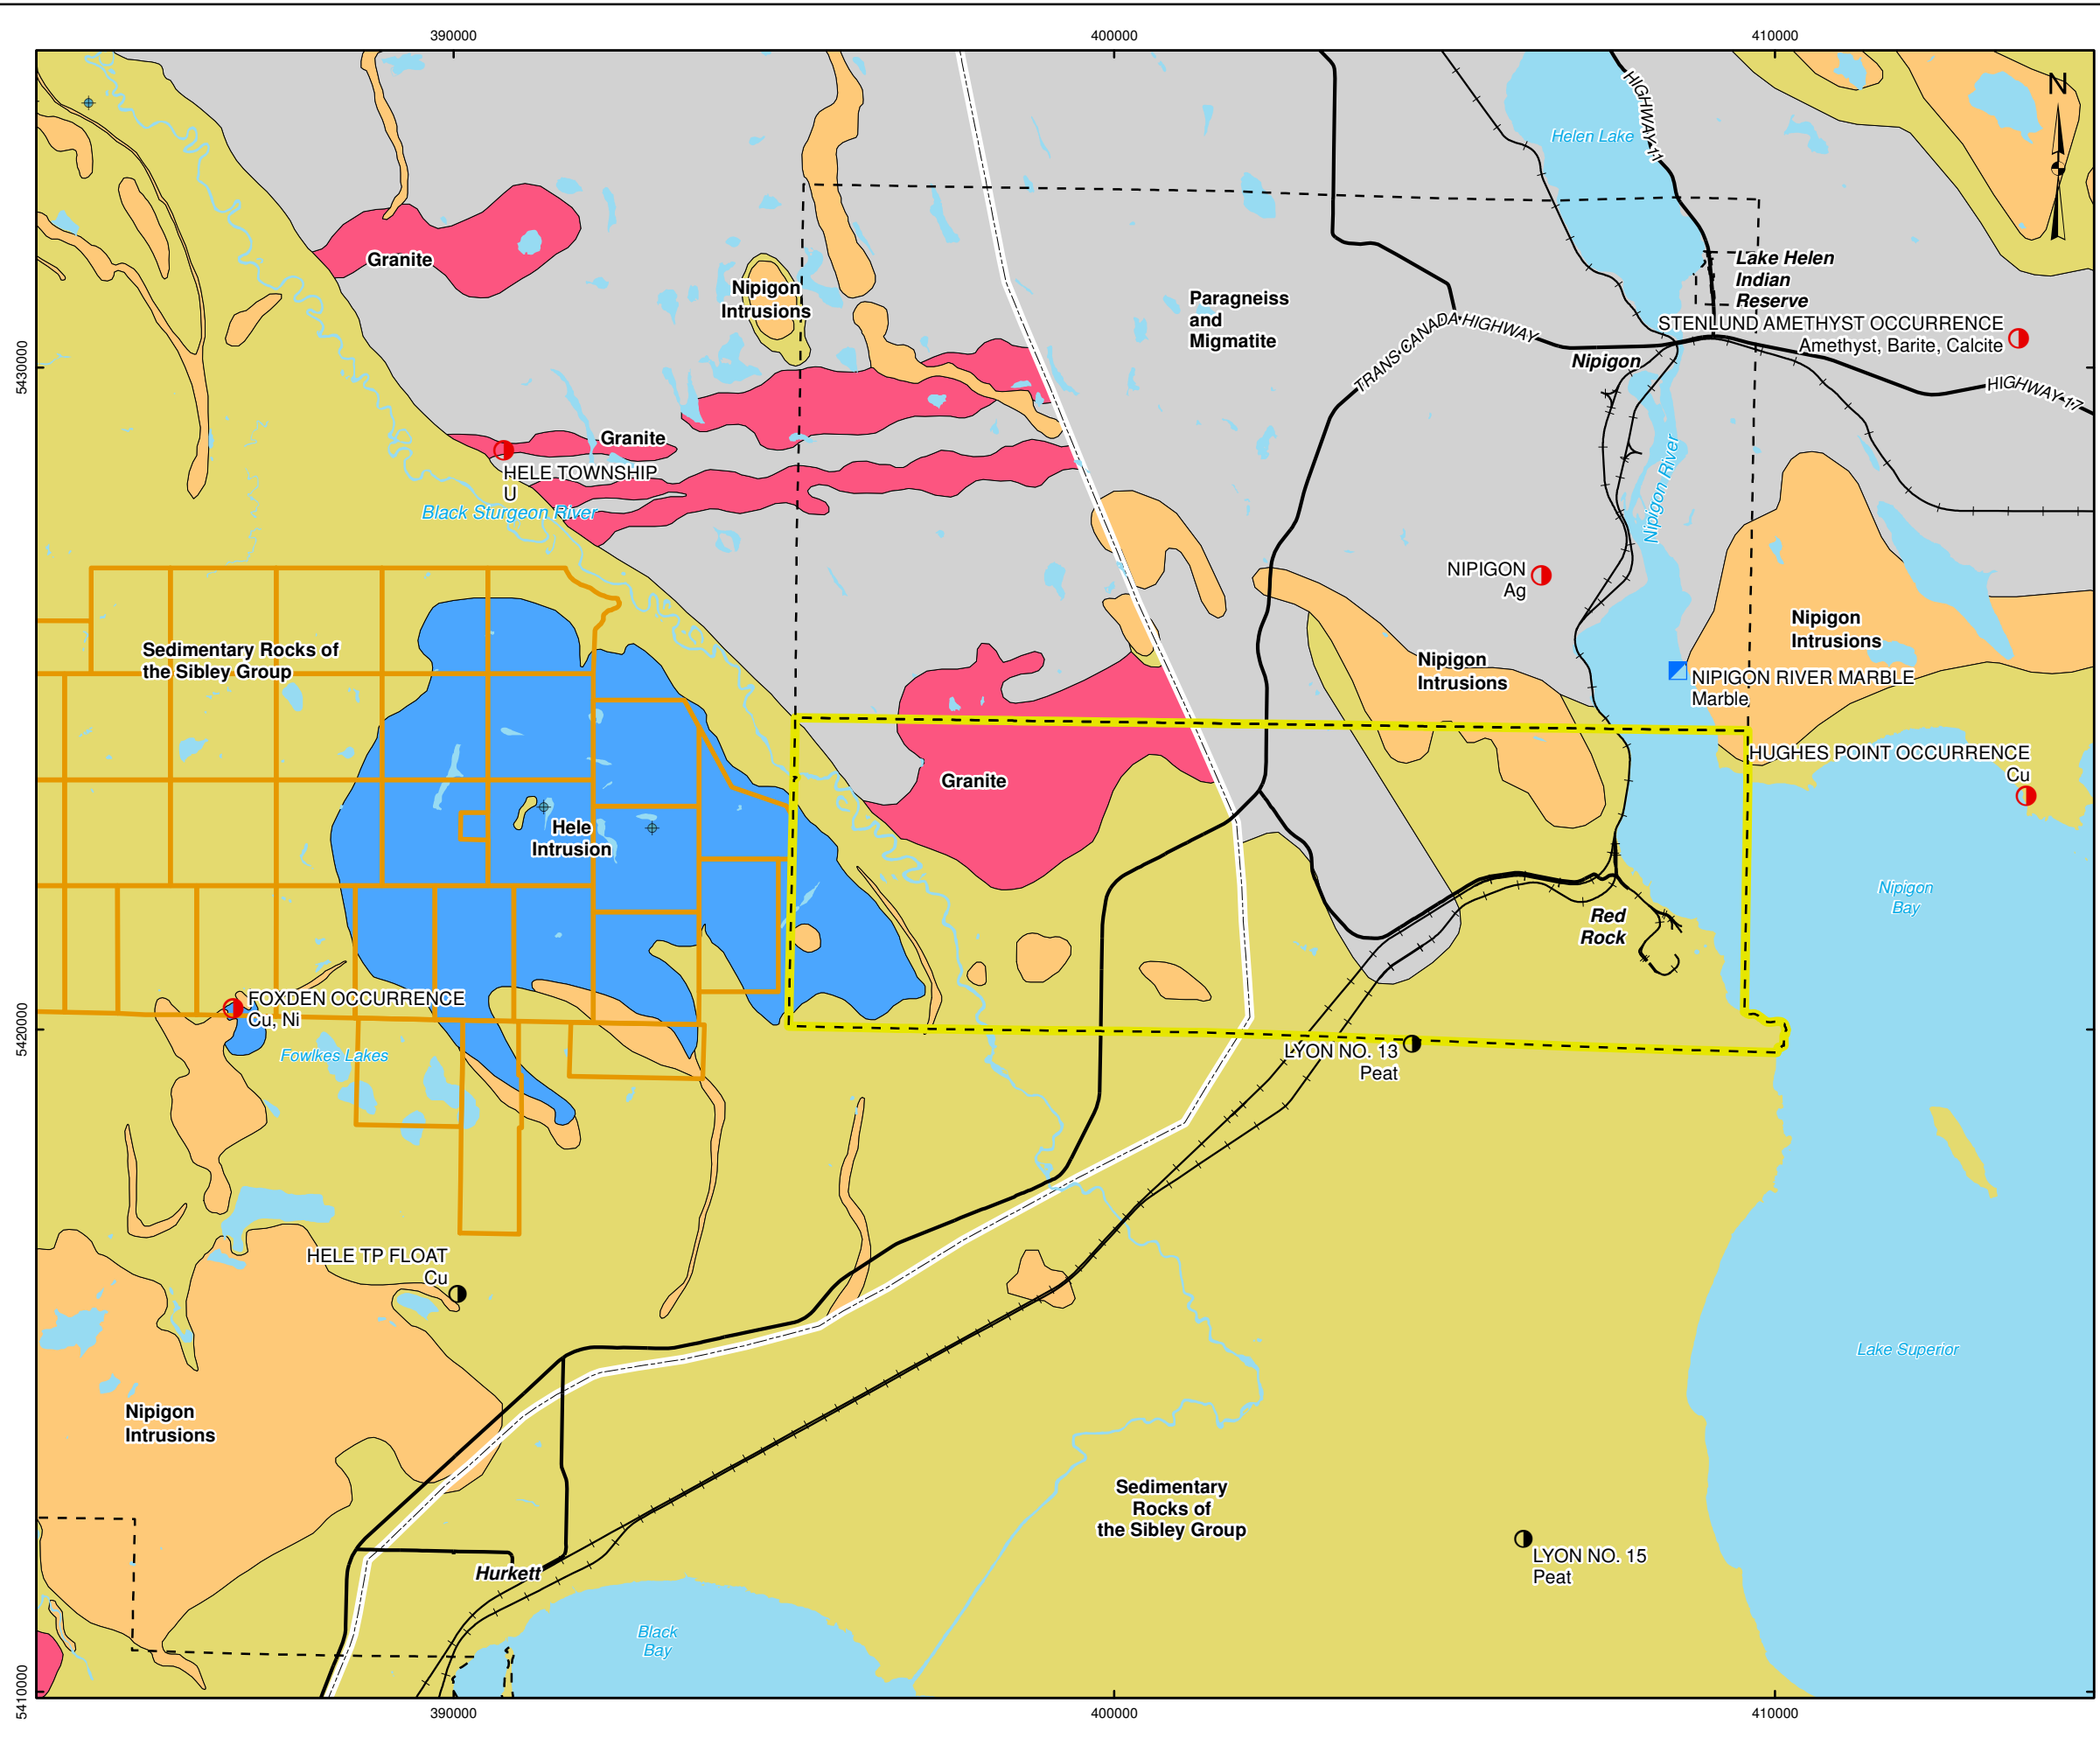 390000
400000
410000
N
HIGHWAY 11
Helen Lake
Granite
Nipigon
Intrusions
Paragneiss
and
Migmatite
Lake Helen
Indian
Reserve
STENLUND AMETHYST OCCURRENCE
Amethyst, Barite, Calcite
TRANS CANADA HIGHWAY
Nipigon
HIGHWAY 17
5430000
Granite
HELE TOWNSHIP
U
Black Sturgeon River
Nipigon River
NIPIGON
Ag
Sedimentary Rocks of
the Sibley Group
Nipigon
Intrusions
Nipigon
Intrusions
NIPIGON RIVER MARBLE
Marble
HUGHES POINT OCCURRENCE
Cu
Granite
Hele
Intrusion
Nipigon
Bay
Red
Rock
FOXDEN OCCURRENCE
Cu, Ni
5420000
Fowlkes Lakes
LYON NO. 13
Peat
HELE TP FLOAT
Cu
Lake Superior
Nipigon
Intrusions
Sedimentary
Rocks of
the Sibley Group
LYON NO. 15
Peat
Hurkett
Black
Bay
5410000
390000
400000
410000